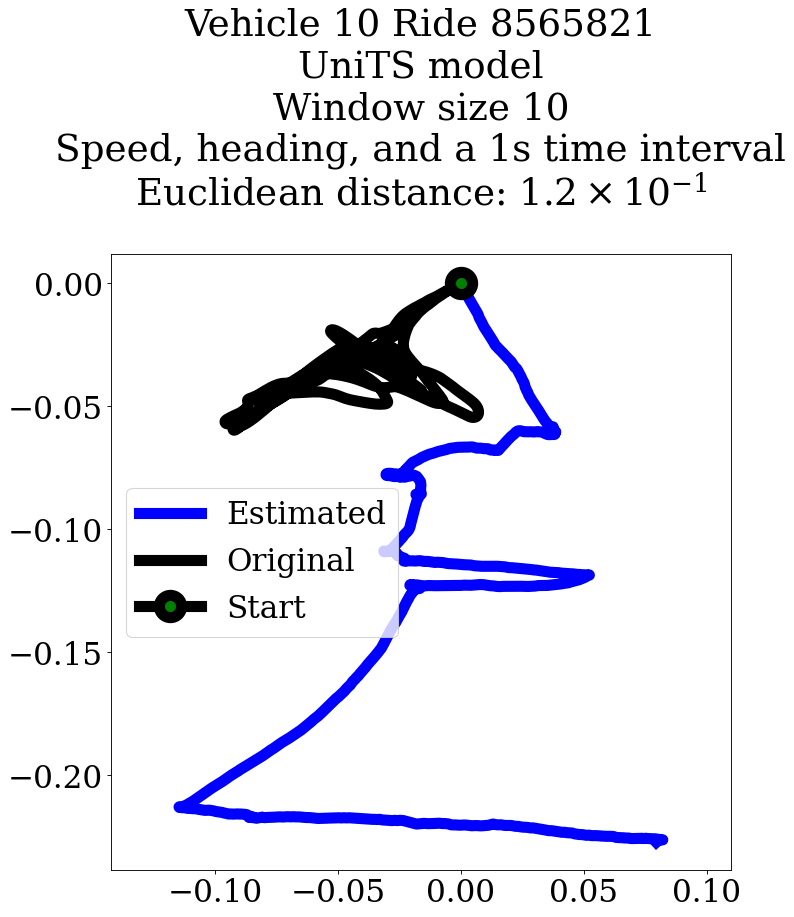 Vehicle 10 Ride 8565821
UniTS model
Window size 10
Speed, heading, and a 1s time interval
Euclidean distance: 1.2 × 10⁻¹
0.00
−0.05
−0.10
−0.15
−0.20
Estimated
Original
Start
−0.10 −0.05 0.00 0.05 0.10